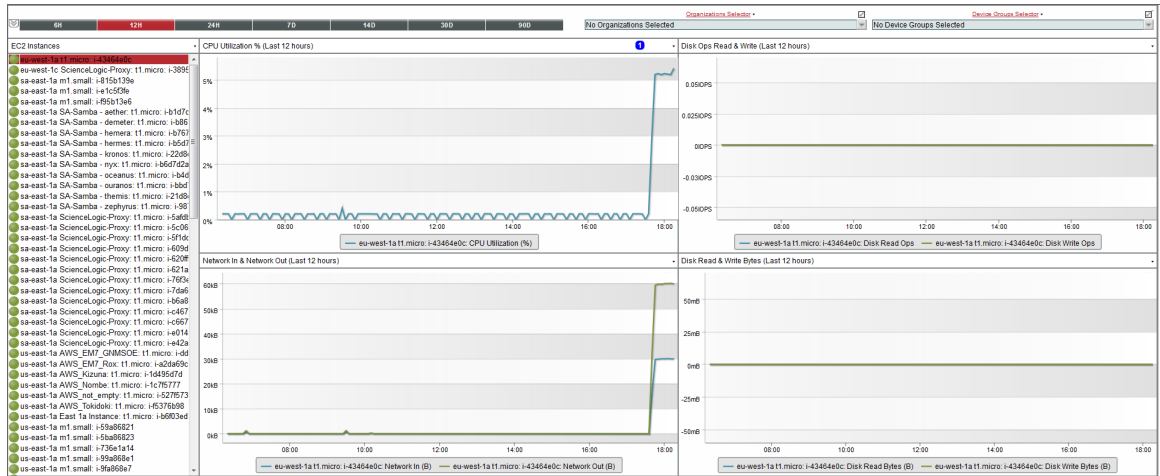 Organizations Selector
Device Groups Selector
6H 12H 24H 7D 14D 30D 90D
No Organizations Selected
No Device Groups Selected
EC2 Instances
eu-west-1a t1.micro: i-43464e0c
eu-west-1c ScienceLogic-Proxy: t1.micro: i-3895
sa-east-1a m1.small: i-815b139e
sa-east-1a m1.small: i-e1c5f3fe
sa-east-1a m1.small: i-f95b13e6
sa-east-1a SA-Samba - aether: t1.micro: i-b1d7c
sa-east-1a SA-Samba - demeter: t1.micro: i-b86
sa-east-1a SA-Samba - hemera: t1.micro: i-b767
sa-east-1a SA-Samba - hermes: t1.micro: i-b5d7
sa-east-1a SA-Samba - kronos: t1.micro: i-22d8
sa-east-1a SA-Samba - nyx: t1.micro: i-b6d7d2a
sa-east-1a SA-Samba - oceanus: t1.micro: i-b4d
sa-east-1a SA-Samba - ouranos: t1.micro: i-bbd
sa-east-1a SA-Samba - themis: t1.micro: i-21d8
sa-east-1a SA-Samba - zephyrus: t1.micro: i-98
sa-east-1a ScienceLogic-Proxy: t1.micro: i-5afd
sa-east-1a ScienceLogic-Proxy: t1.micro: i-5c06
sa-east-1a ScienceLogic-Proxy: t1.micro: i-5f1dc
sa-east-1a ScienceLogic-Proxy: t1.micro: i-609d
sa-east-1a ScienceLogic-Proxy: t1.micro: i-620ff
sa-east-1a ScienceLogic-Proxy: t1.micro: i-621a
sa-east-1a ScienceLogic-Proxy: t1.micro: i-76f3
sa-east-1a ScienceLogic-Proxy: t1.micro: i-7da6
sa-east-1a ScienceLogic-Proxy: t1.micro: i-b6a8
sa-east-1a ScienceLogic-Proxy: t1.micro: i-c467
sa-east-1a ScienceLogic-Proxy: t1.micro: i-c667
sa-east-1a ScienceLogic-Proxy: t1.micro: i-e014
sa-east-1a ScienceLogic-Proxy: t1.micro: i-e42a
us-east-1a AWS_EM7_GNMSOE: t1.micro: i-dd
us-east-1a AWS_EM7_Rox: t1.micro: i-a2da69c
us-east-1a AWS_Kizuna: t1.micro: i-1d495d7d
us-east-1a AWS_Nombe: t1.micro: i-1c7f5777
us-east-1a AWS_not_empty: t1.micro: i-527f573
us-east-1a AWS_Tokidoki: t1.micro: i-f5376b98
us-east-1a East 1a Instance: t1.micro: i-b6f03ed
us-east-1a m1.small: i-59a86821
us-east-1a m1.small: i-5ba86823
us-east-1a m1.small: i-736e1a14
us-east-1a m1.small: i-99a868e1
us-east-1a m1.small: i-9fa868e7
CPU Utilization % (Last 12 hours)
1
5%
4%
3%
2%
1%
0%
08:00 10:00 12:00 14:00 16:00 18:00
eu-west-1a t1.micro: i-43464e0c: CPU Utilization (%)
Disk Ops Read & Write (Last 12 hours)
0.05IOPS
0.025IOPS
0IOPS
-0.03IOPS
-0.05IOPS
08:00 10:00 12:00 14:00 16:00 18:00
eu-west-1a t1.micro: i-43464e0c: Disk Read Ops eu-west-1a t1.micro: i-43464e0c: Disk Write Ops
Network In & Network Out (Last 12 hours)
60kB
50kB
40kB
30kB
20kB
10kB
0kB
08:00 10:00 12:00 14:00 16:00 18:00
eu-west-1a t1.micro: i-43464e0c: Network In (B) eu-west-1a t1.micro: i-43464e0c: Network Out (B)
Disk Read & Write Bytes (Last 12 hours)
50mB
25mB
0mB
-25mB
-50mB
08:00 10:00 12:00 14:00 16:00 18:00
eu-west-1a t1.micro: i-43464e0c: Disk Read Bytes (B) eu-west-1a t1.micro: i-43464e0c: Disk Write Bytes (B)